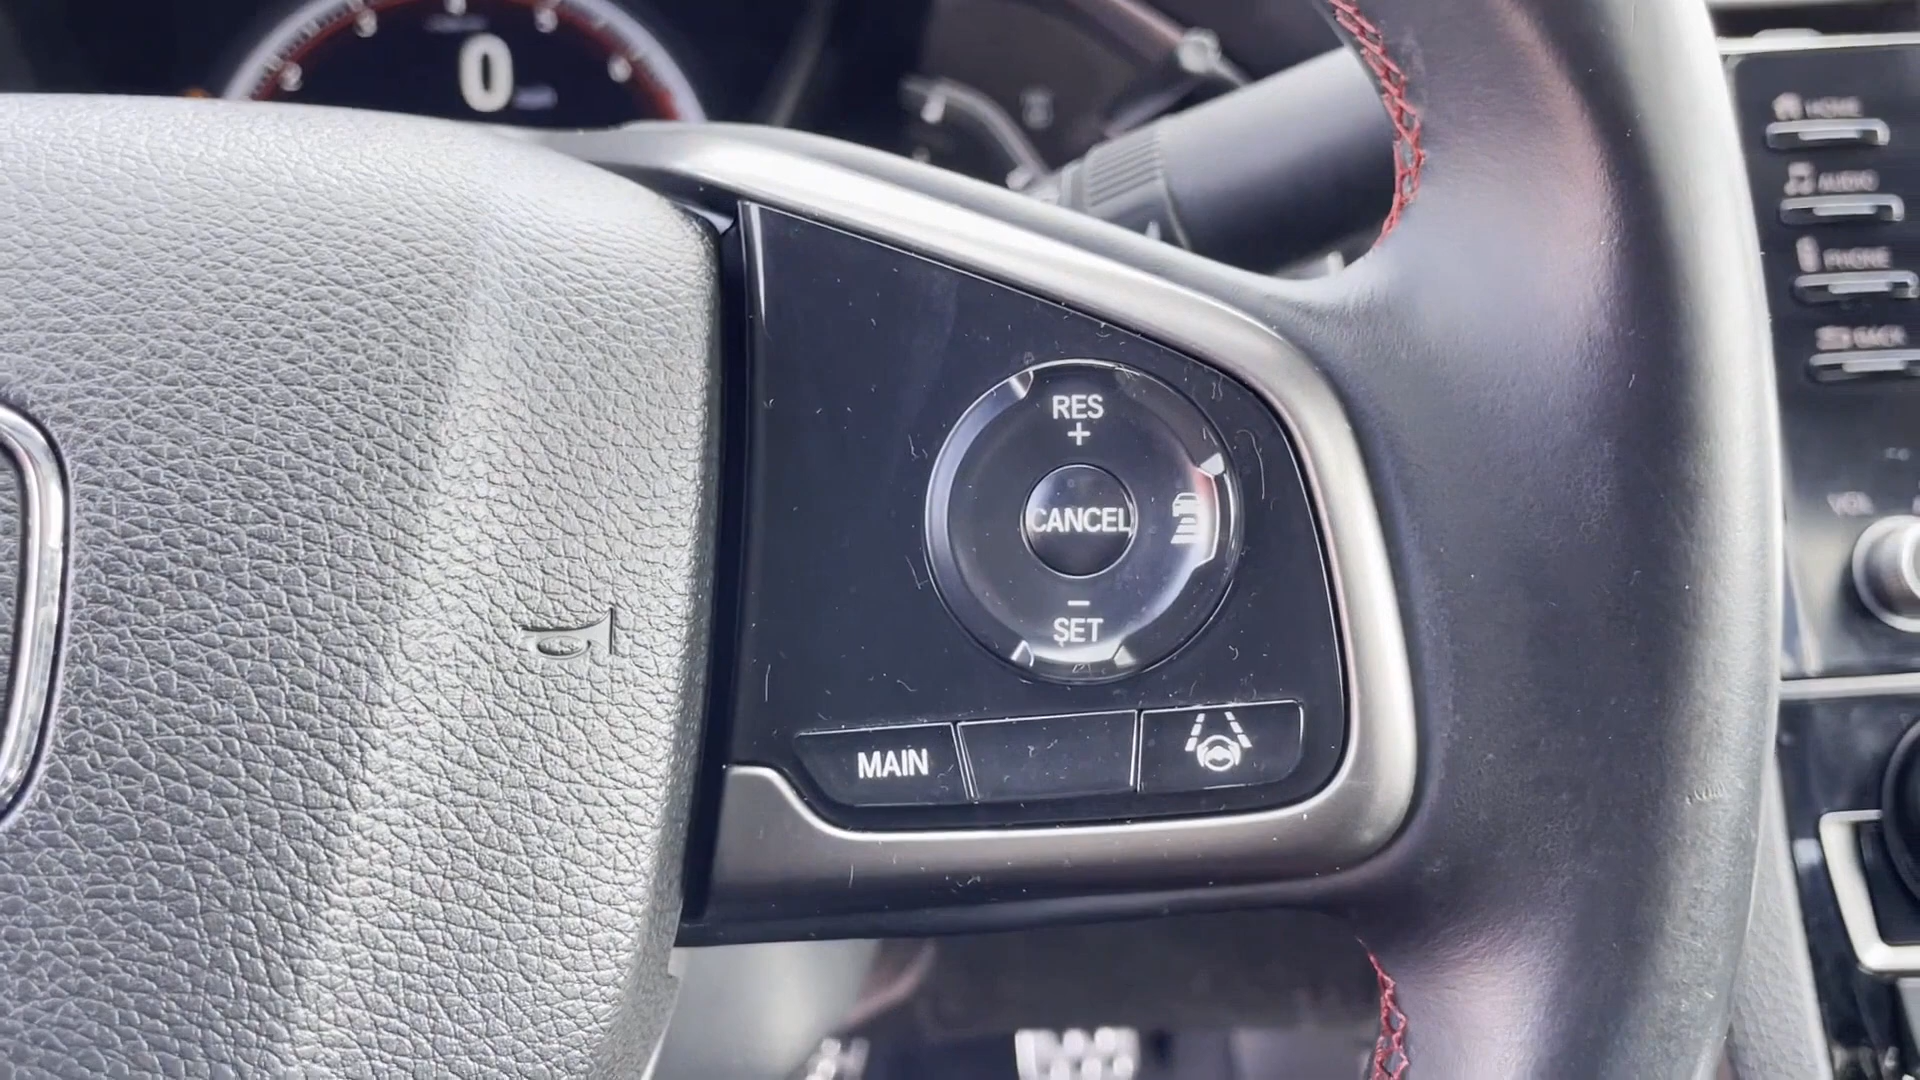 0
HOME
AUDIO
PHONE
BACK
VOL
RES
+
CANCEL
−
SET
MAIN